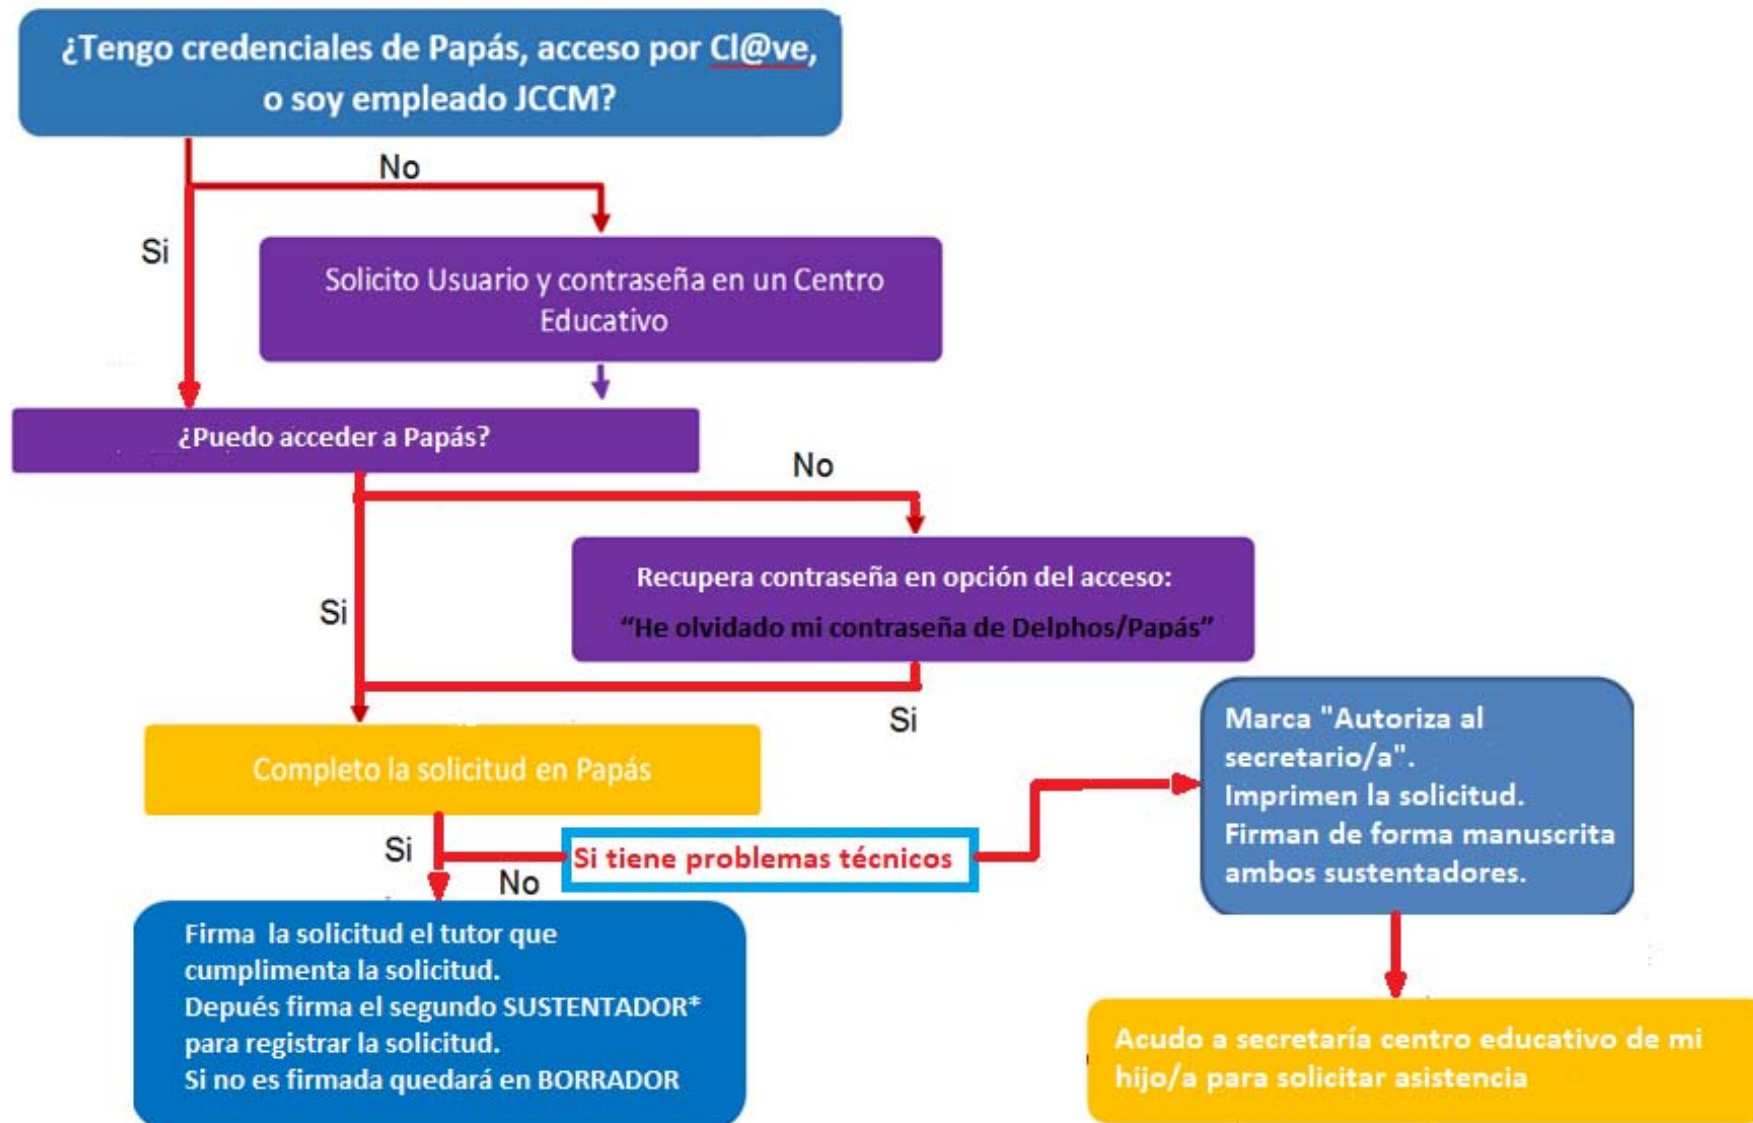 ¿Tengo credenciales de Papás, acceso por Cl@ve,
o soy empleado JCCM?
No
Si
Solicito Usuario y contraseña en un Centro
Educativo
¿Puedo acceder a Papás?
No
Si
Recupera contraseña en opción del acceso:
“He olvidado mi contraseña de Delphos/Papás”
Si
Completo la solicitud en Papás
Si
No
Si tiene problemas técnicos
Marca "Autoriza al
secretario/a".
Imprimen la solicitud.
Firman de forma manuscrita
ambos sustentadores.
Firma la solicitud el tutor que
cumplimenta la solicitud.
Depués firma el segundo SUSTENTADOR*
para registrar la solicitud.
Si no es firmada quedará en BORRADOR
Acudo a secretaría centro educativo de mi
hijo/a para solicitar asistencia